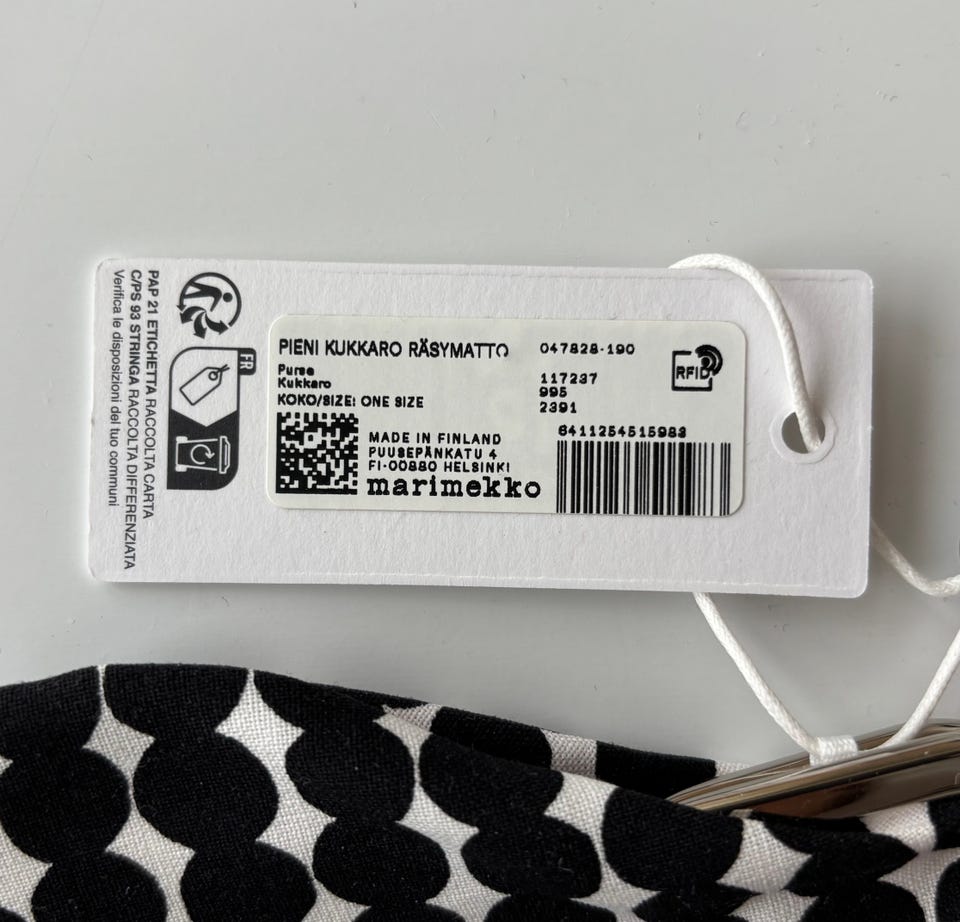 PAP 21 ETICHETTA RACCOLTA CARTA
C/PS 93 STRINGA RACCOLTA DIFFERENZIATA
Verifica le disposizioni del tuo communi
FR
PIENI KUKKARO RÄSYMATTO
Purse
Kukkaro
KOKO/SIZE: ONE SIZE
MADE IN FINLAND
PUUSEPÄNKATU 4
FI-00880 HELSINKI
marimekko
047828-190
117237
995
2391
RFID
6411254515983